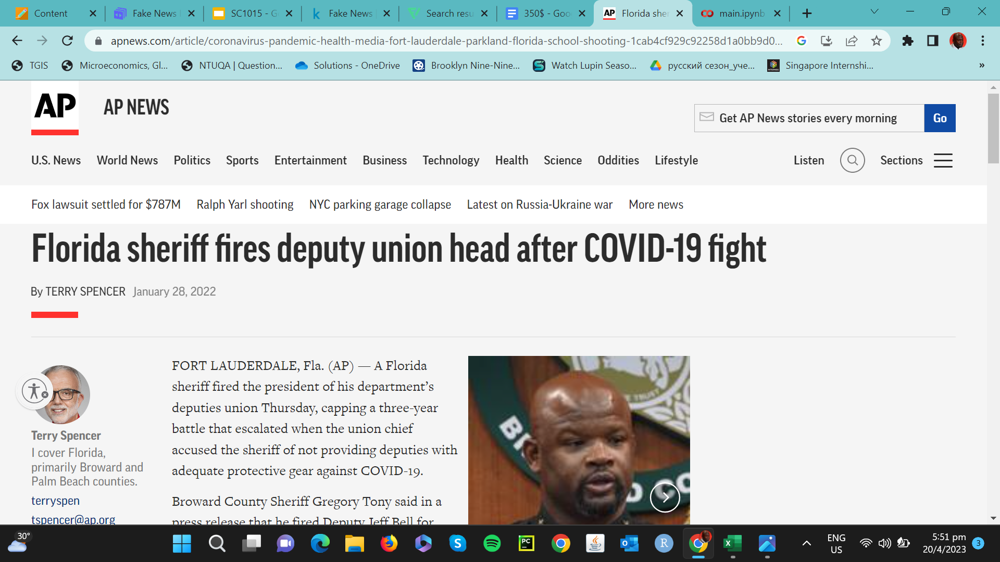 Content
Fake News
SC1015 - G
Fake News
Search resu
350$ - Goo
Florida sher
main.ipynb
apnews.com/article/coronavirus-pandemic-health-media-fort-lauderdale-parkland-florida-school-shooting-1cab4cf929c92258d1a0bb9d0...
TGIS
Microeconomics, Gl...
NTUQA | Question...
Solutions - OneDrive
Brooklyn Nine-Nine...
Watch Lupin Seaso...
русский сезон_уче...
Singapore Internshi...
»
AP
AP NEWS
Get AP News stories every morning
Go
U.S. News World News Politics Sports Entertainment Business Technology Health Science Oddities Lifestyle
Listen
Sections
Fox lawsuit settled for $787M Ralph Yarl shooting NYC parking garage collapse Latest on Russia-Ukraine war More news
Florida sheriff fires deputy union head after COVID-19 fight
By TERRY SPENCER January 28, 2022
Terry Spencer
I cover Florida,
primarily Broward and
Palm Beach counties.
terryspen
tspencer@ap.org
FORT LAUDERDALE, Fla. (AP) — A Florida
sheriff fired the president of his department’s
deputies union Thursday, capping a three-year
battle that escalated when the union chief
accused the sheriff of not providing deputies with
adequate protective gear against COVID-19.
Broward County Sheriff Gregory Tony said in a
press release that he fired Deputy Jeff Bell for
30°
ENG
US
5:51 pm
20/4/2023
3